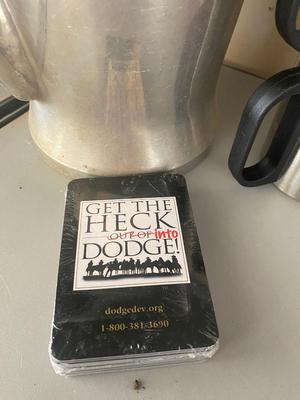 GET THE
HECK
OUT OF into
DODGE!
dodgedev.org
1-800-381-3690